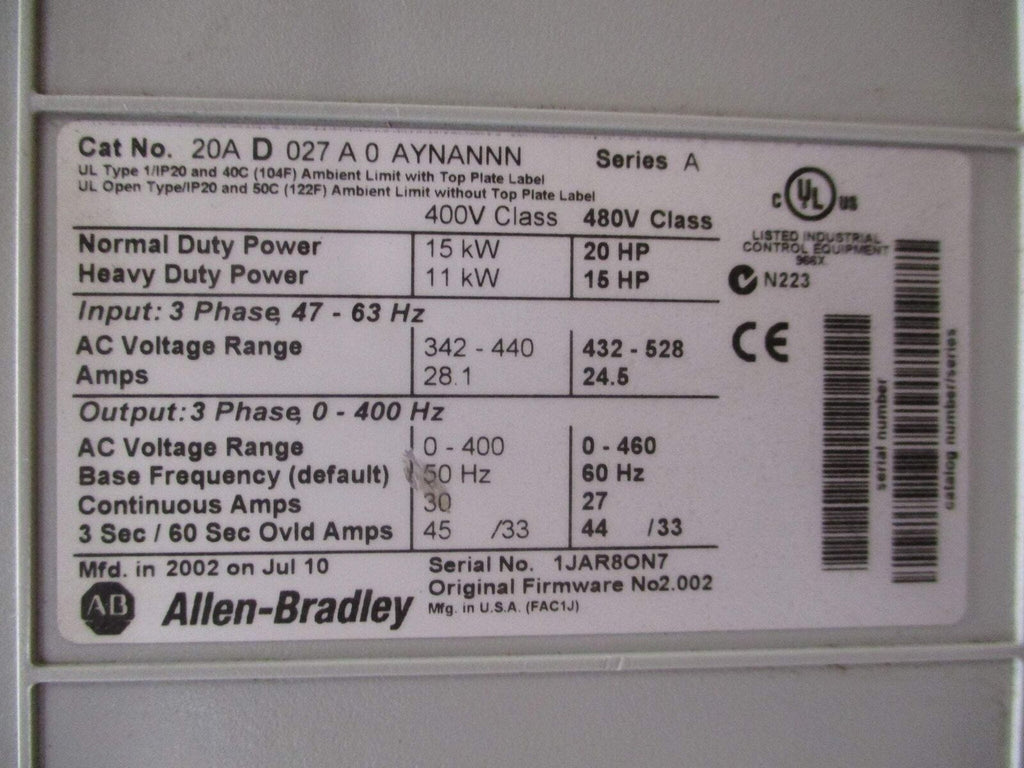 Cat No. 20A D 027 A 0 AYNANNN Series A
UL Type 1/IP20 and 40C (104F) Ambient Limit with Top Plate Label
UL Open Type/IP20 and 50C (122F) Ambient Limit without Top Plate Label
400V Class 480V Class
Normal Duty Power 15 kW 20 HP
Heavy Duty Power 11 kW 15 HP
Input: 3 Phase, 47 - 63 Hz
AC Voltage Range 342 - 440 432 - 528
Amps 28.1 24.5
Output: 3 Phase, 0 - 400 Hz
AC Voltage Range 0 - 400 0 - 460
Base Frequency (default) 50 Hz 60 Hz
Continuous Amps 30 27
3 Sec / 60 Sec Ovld Amps 45 /33 44 /33
Mfd. in 2002 on Jul 10
Serial No. 1JAR8ON7
Original Firmware No2.002
Mfg. in U.S.A. (FAC1J)
AB Allen-Bradley
C UL US
LISTED INDUSTRIAL
CONTROL EQUIPMENT
966X
N223
CE
serial number
catalog number/series